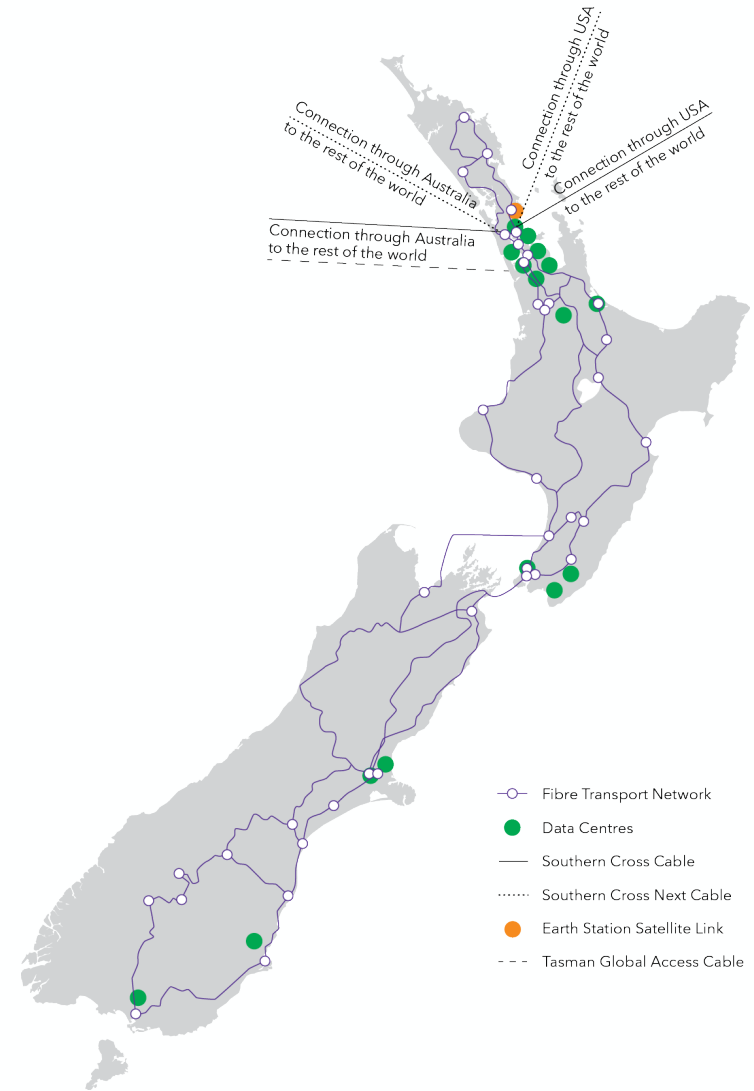 Connection through USA
to the rest of the world
Connection through USA
to the rest of the world
Connection through Australia
to the rest of the world
Connection through Australia
to the rest of the world
Fibre Transport Network
Data Centres
Southern Cross Cable
Southern Cross Next Cable
Earth Station Satellite Link
Tasman Global Access Cable